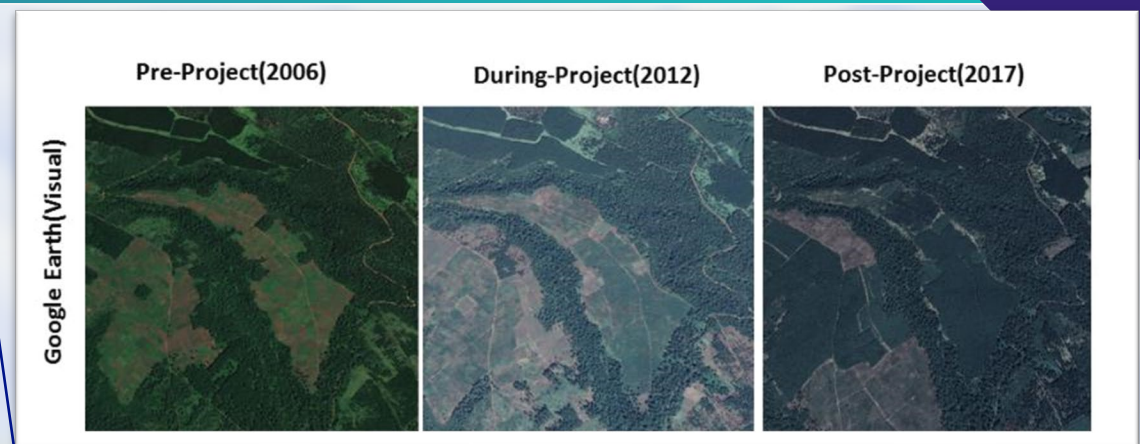 Pre-Project(2006)
During-Project(2012)
Post-Project(2017)
Google Earth(Visual)